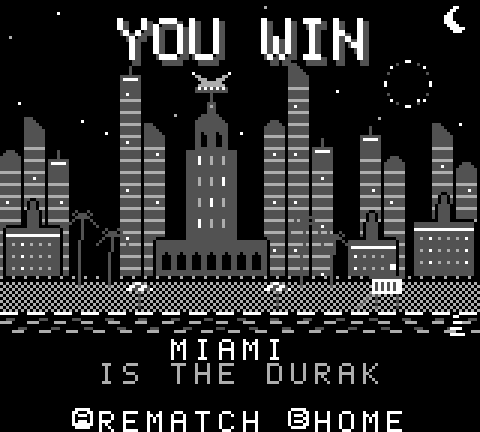 YOU WIN
MIAMI
IS THE DURAK
Ⓐ REMATCH Ⓑ HOME